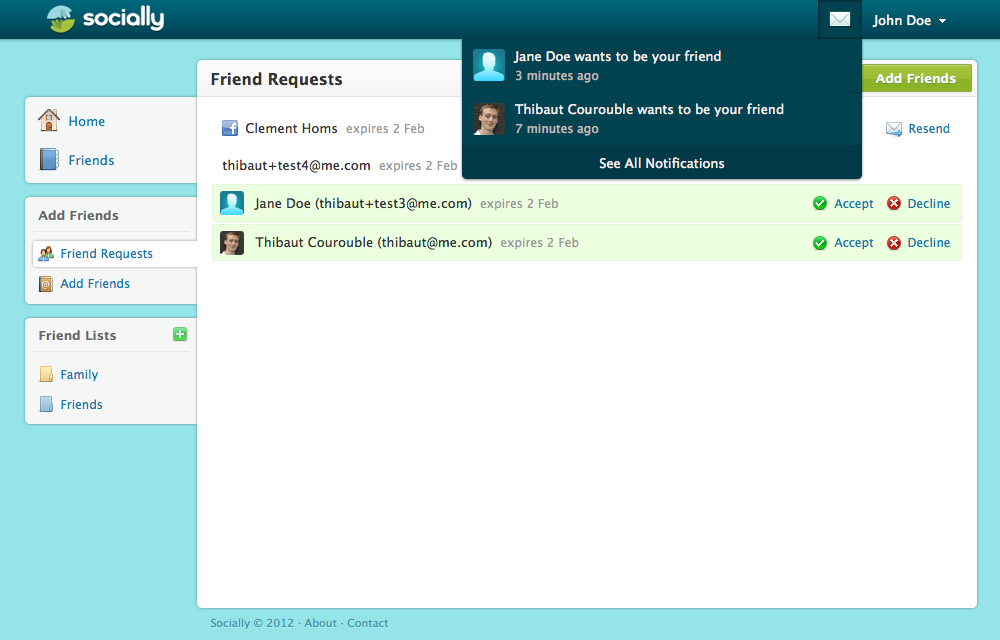 socially
John Doe
Jane Doe wants to be your friend
3 minutes ago
Thibaut Courouble wants to be your friend
7 minutes ago
See All Notifications
Home
Friends
Add Friends
Friend Requests
Add Friends
Friend Lists
Family
Friends
Friend Requests
Add Friends
Clement Homs expires 2 Feb
Resend
thibaut+test4@me.com expires 2 Feb
Jane Doe (thibaut+test3@me.com) expires 2 Feb Accept Decline
Thibaut Courouble (thibaut@me.com) expires 2 Feb Accept Decline
Socially © 2012 · About · Contact